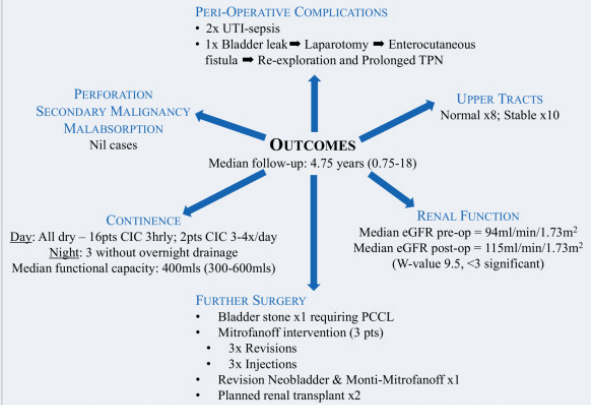 PERI-OPERATIVE COMPLICATIONS
• 2x UTI-sepsis
• 1x Bladder leak ➡ Laparotomy ➡ Enterocutaneous
fistula ➡ Re-exploration and Prolonged TPN
PERFORATION
SECONDARY MALIGNANCY
MALABSORPTION
Nil cases
UPPER TRACTS
Normal x8; Stable x10
OUTCOMES
Median follow-up: 4.75 years (0.75-18)
CONTINENCE
Day: All dry – 16pts CIC 3hrly; 2pts CIC 3-4x/day
Night: 3 without overnight drainage
Median functional capacity: 400mls (300-600mls)
RENAL FUNCTION
Median eGFR pre-op = 94ml/min/1.73m²
Median eGFR post-op = 115ml/min/1.73m²
(W-value 9.5, <3 significant)
FURTHER SURGERY
• Bladder stone x1 requiring PCCL
• Mitrofanoff intervention (3 pts)
• 3x Revisions
• 3x Injections
• Revision Neobladder & Monti-Mitrofanoff x1
• Planned renal transplant x2